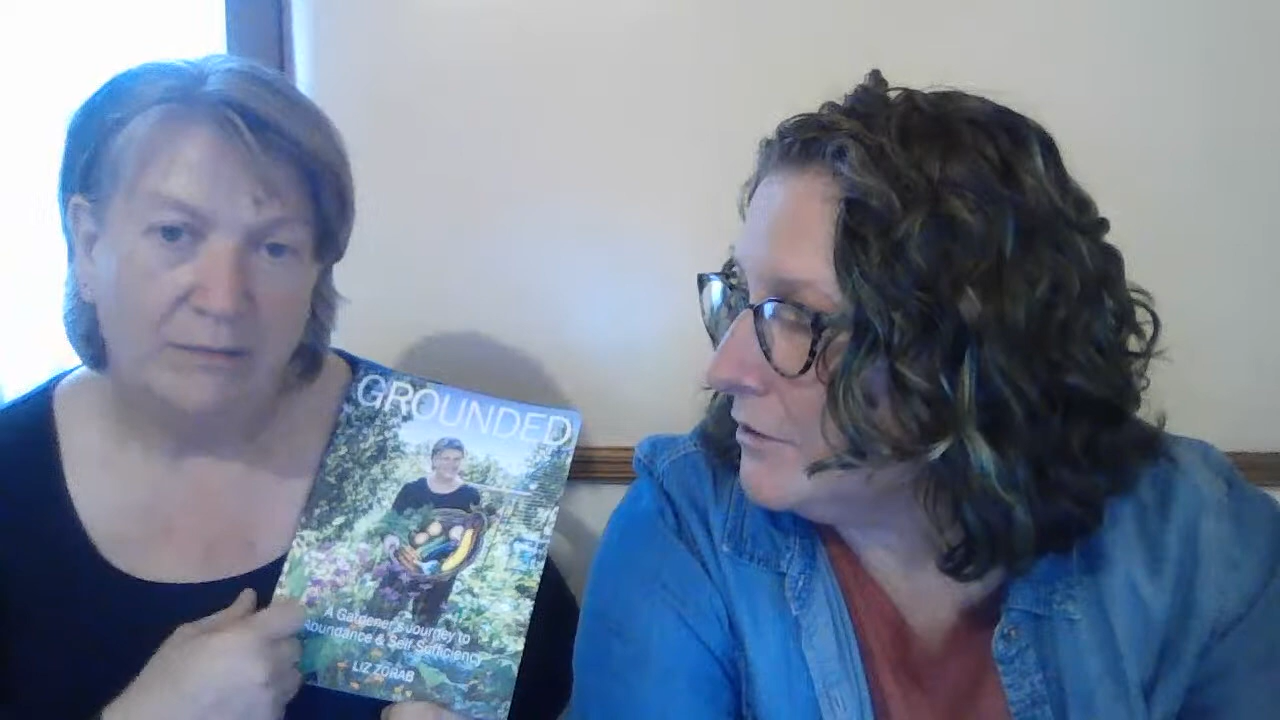 GROUNDED
A Gardener's Journey to
Abundance & Self Sufficiency
LIZ ZORAB